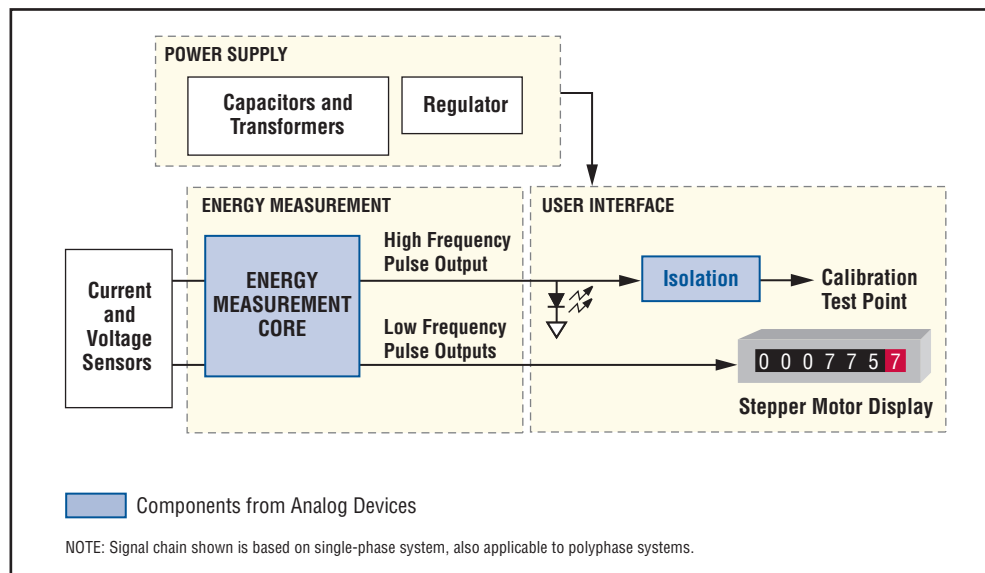 POWER SUPPLY
Capacitors and
Transformers
Regulator
ENERGY MEASUREMENT
USER INTERFACE
Current
and
Voltage
Sensors
ENERGY
MEASUREMENT
CORE
High Frequency
Pulse Output
Low Frequency
Pulse Outputs
Isolation
Calibration
Test Point
0 0 0 7 7 5 7
Stepper Motor Display
Components from Analog Devices
NOTE: Signal chain shown is based on single-phase system, also applicable to polyphase systems.